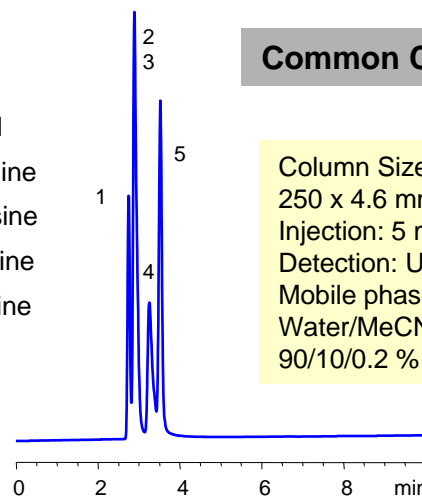 Common
2
3
ine
5
sine
1
ine
4
ine
Column Size
250 x 4.6 mm
Injection: 5
Detection: U
Mobile phas
Water/MeCN
90/10/0.2 %
0 2 4 6 8 min